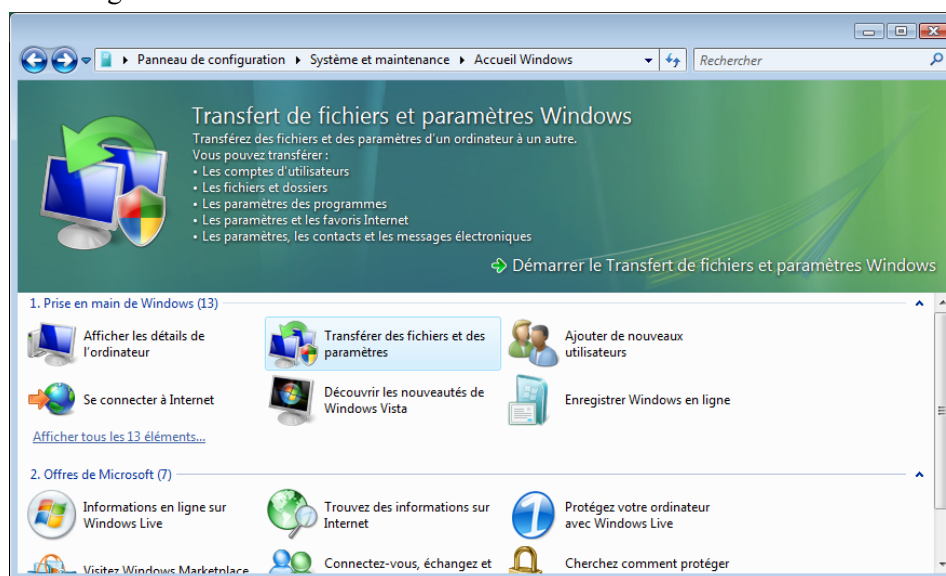 Panneau de configuration ▸ Système et maintenance ▸ Accueil Windows
Rechercher
Transfert de fichiers et paramètres Windows
Transférez des fichiers et des paramètres d'un ordinateur à un autre.
Vous pouvez transférer :
• Les comptes d'utilisateurs
• Les fichiers et dossiers
• Les paramètres des programmes
• Les paramètres et les favoris Internet
• Les paramètres, les contacts et les messages électroniques
Démarrer le Transfert de fichiers et paramètres Windows
1. Prise en main de Windows (13)
Afficher les détails de
l'ordinateur
Transférer des fichiers et des
paramètres
Ajouter de nouveaux
utilisateurs
Se connecter à Internet
Découvrir les nouveautés de
Windows Vista
Enregistrer Windows en ligne
Afficher tous les 13 éléments...
2. Offres de Microsoft (7)
Informations en ligne sur
Windows Live
Trouvez des informations sur
Internet
Protégez votre ordinateur
avec Windows Live
Visitez Windows Marketplace
Connectez-vous, échangez et
Cherchez comment protéger